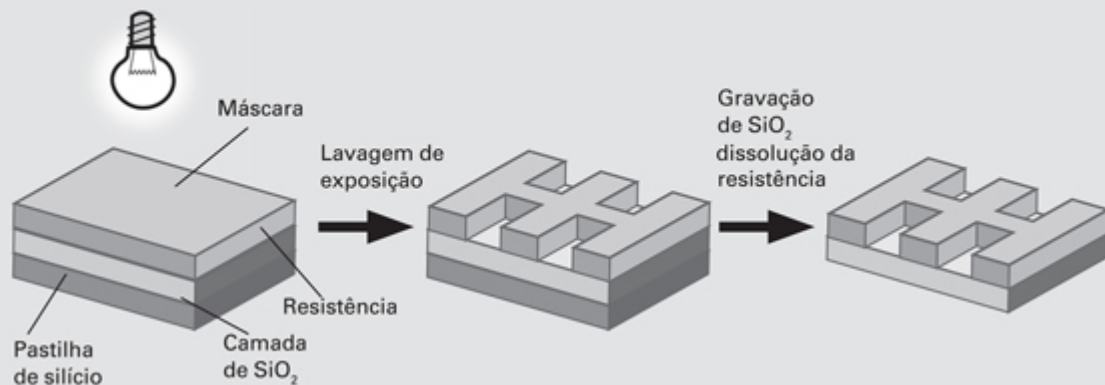 Máscara
Lavagem de
exposição
Gravação
de SiO₂
dissolução da
resistência
Resistência
Camada
de SiO₂
Pastilha
de silício